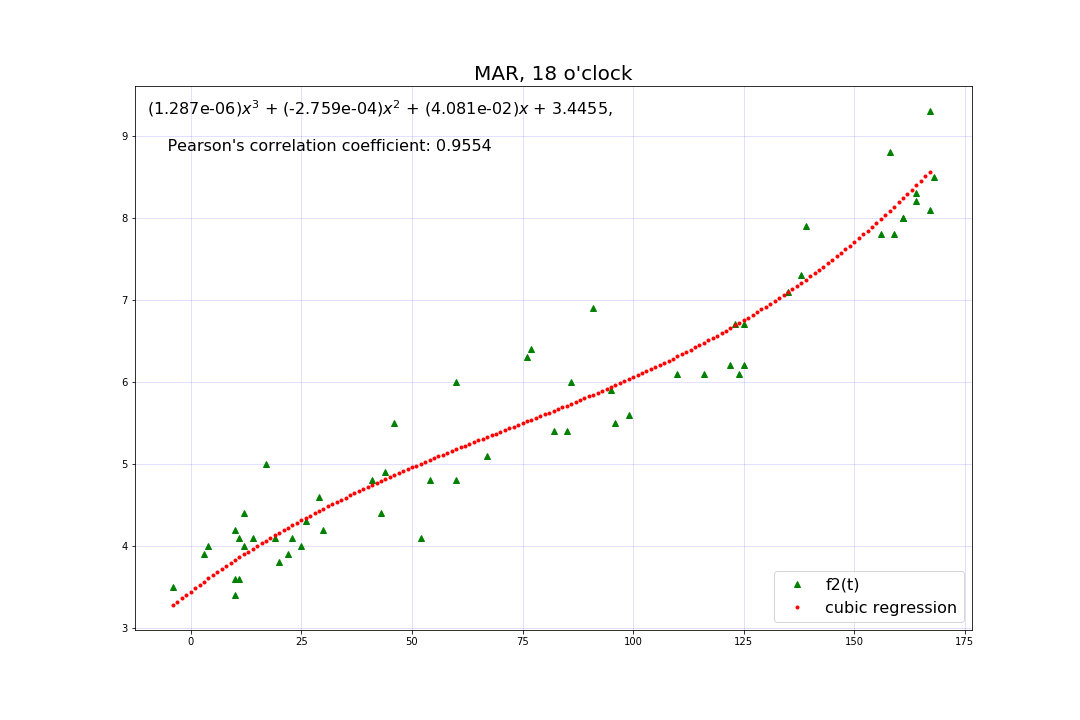 MAR, 18 o'clock
(1.287e-06)x³ + (-2.759e-04)x² + (4.081e-02)x + 3.4455,
Pearson's correlation coefficient: 0.9554
9
8
7
6
5
4
3
f2(t)
cubic regression
0 25 50 75 100 125 150 175